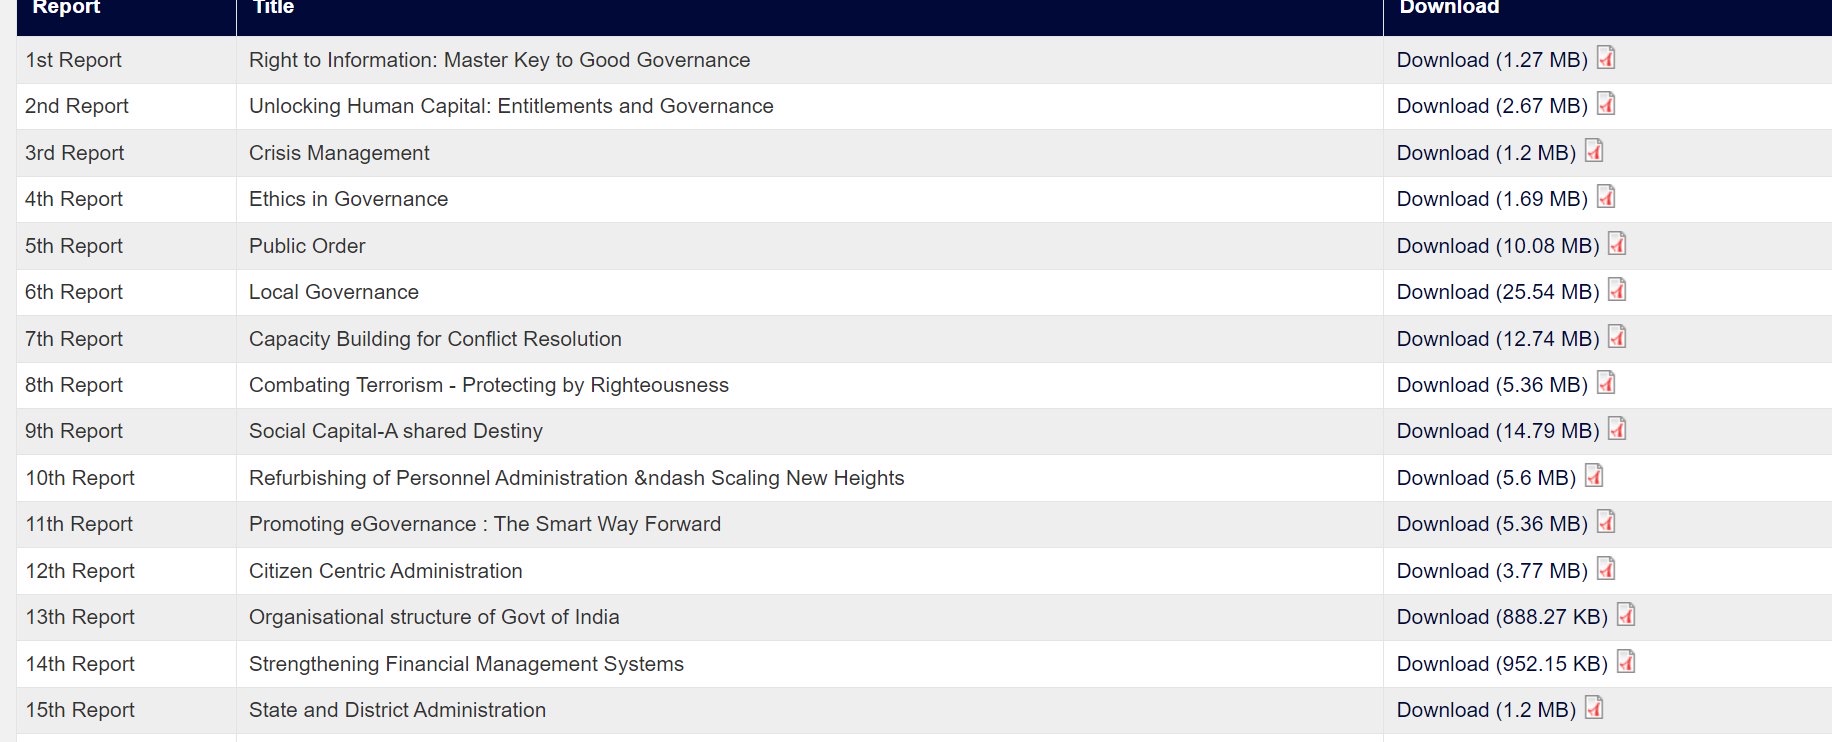 Report Title Download
1st Report Right to Information: Master Key to Good Governance Download (1.27 MB)
2nd Report Unlocking Human Capital: Entitlements and Governance Download (2.67 MB)
3rd Report Crisis Management Download (1.2 MB)
4th Report Ethics in Governance Download (1.69 MB)
5th Report Public Order Download (10.08 MB)
6th Report Local Governance Download (25.54 MB)
7th Report Capacity Building for Conflict Resolution Download (12.74 MB)
8th Report Combating Terrorism - Protecting by Righteousness Download (5.36 MB)
9th Report Social Capital-A shared Destiny Download (14.79 MB)
10th Report Refurbishing of Personnel Administration &ndash Scaling New Heights Download (5.6 MB)
11th Report Promoting eGovernance : The Smart Way Forward Download (5.36 MB)
12th Report Citizen Centric Administration Download (3.77 MB)
13th Report Organisational structure of Govt of India Download (888.27 KB)
14th Report Strengthening Financial Management Systems Download (952.15 KB)
15th Report State and District Administration Download (1.2 MB)